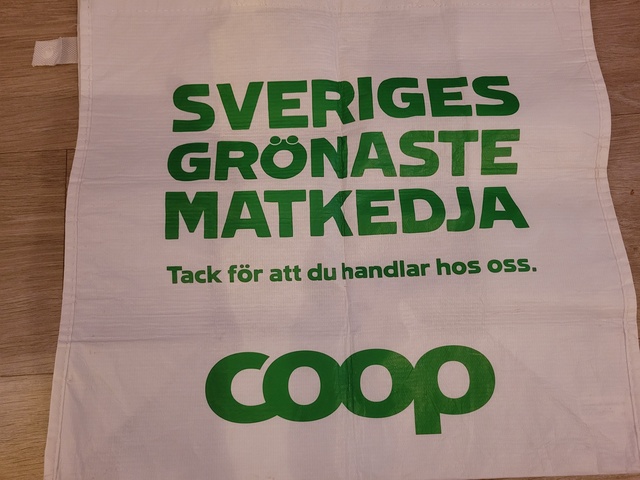 SVERIGES
GRÖNASTE
MATKEDJA
Tack för att du handlar hos oss.
coop